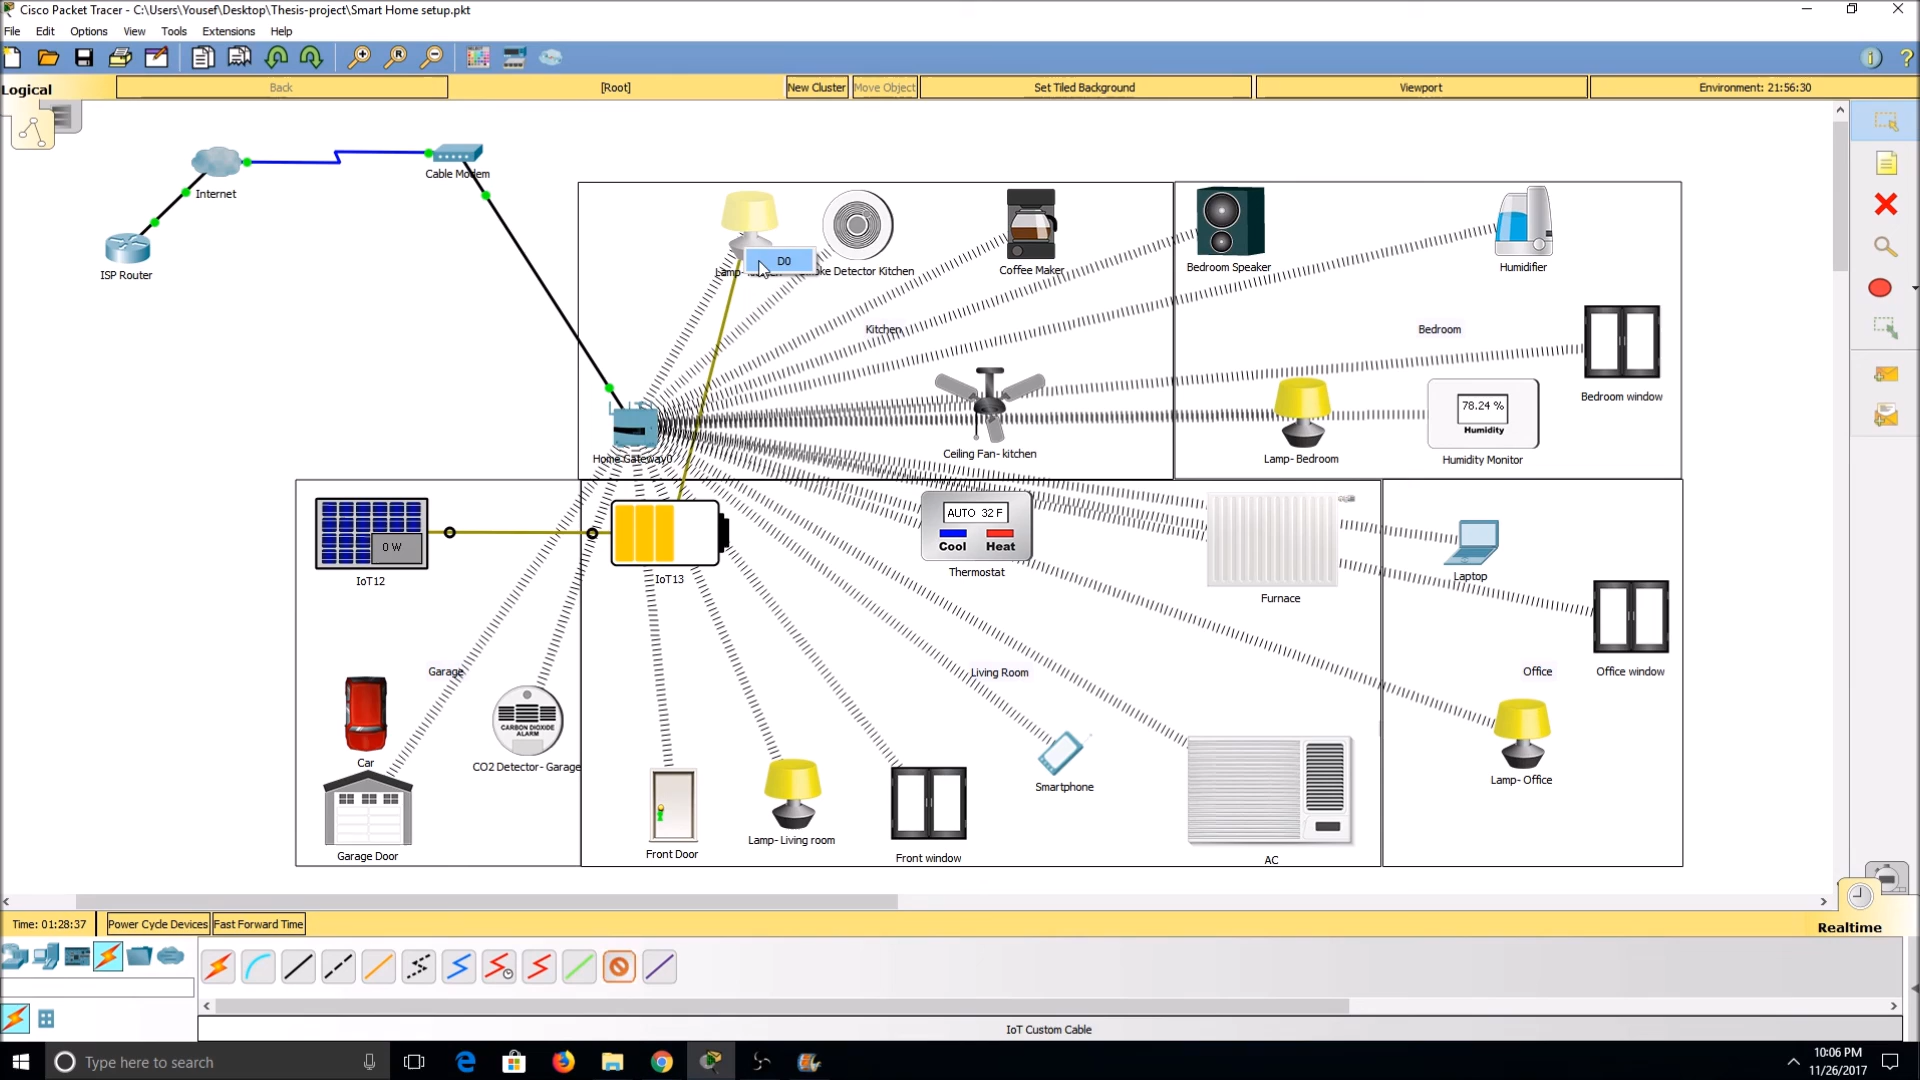 Cisco Packet Tracer - C:\Users\Yousef\Desktop\Thesis-project\Smart Home setup.pkt
File Edit Options View Tools Extensions Help
Logical Back [Root] New Cluster Move Object Set Tiled Background Viewport Environment: 21:56:30
Cable Modem
Internet
ISP Router
D0
Lamp-
Detector Kitchen
Coffee Maker
Bedroom Speaker
Humidifier
Kitchen
Bedroom
Bedroom window
78.24 %
Humidity
Ceiling Fan- kitchen
Lamp- Bedroom
Humidity Monitor
Home Gateway0
AUTO 32 F
Cool Heat
Thermostat
0 W
IoT12
IoT13
Furnace
Laptop
Garage
Living Room
Office
Office window
CARBON DIOXIDE
ALARM
Car
CO2 Detector- Garage
Smartphone
Lamp- Office
Garage Door
Front Door
Lamp- Living room
Front window
AC
Time: 01:28:37 Power Cycle Devices Fast Forward Time
Realtime
IoT Custom Cable
Type here to search
10:06 PM
11/26/2017